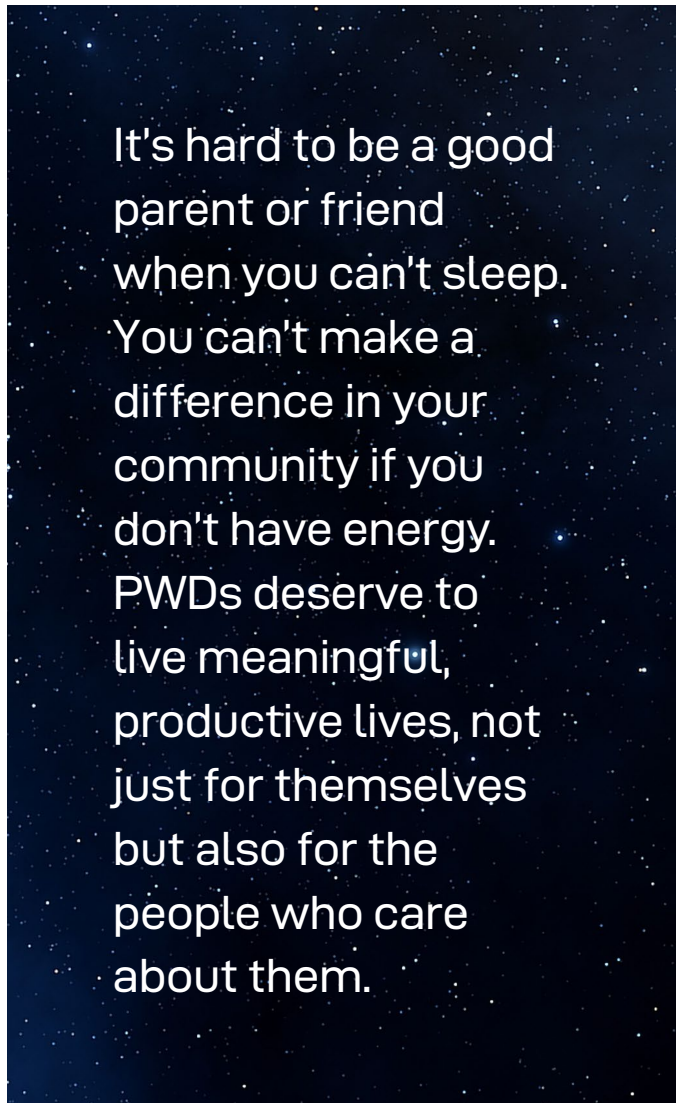 It's hard to be a good
parent or friend
when you can't sleep.
You can't make a
difference in your
community if you
don't have energy.
PWDs deserve to
live meaningful,
productive lives, not
just for themselves
but also for the
people who care
about them.